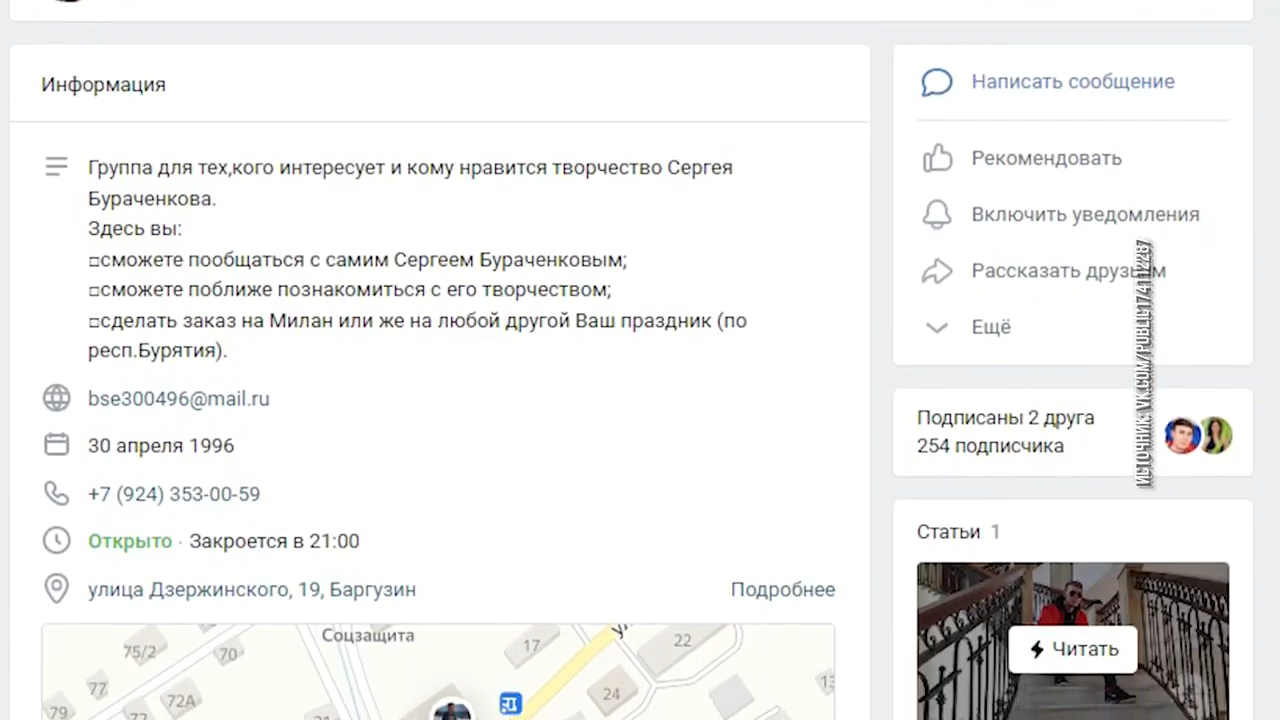 Информация
Группа для тех,кого интересует и кому нравится творчество Сергея
Бураченкова.
Здесь вы:
□сможете пообщаться с самим Сергеем Бураченковым;
□сможете поближе познакомиться с его творчеством;
□сделать заказ на Милан или же на любой другой Ваш праздник (по
респ.Бурятия).
bse300496@mail.ru
30 апреля 1996
+7 (924) 353-00-59
Открыто · Закроется в 21:00
улица Дзержинского, 19, Баргузин
Подробнее
Соцзащита
75/2
70
17
22
77
72А
24
79
Написать сообщение
Рекомендовать
Включить уведомления
Рассказать друзьям
Ещё
Подписаны 2 друга
254 подписчика
Статьи 1
Читать